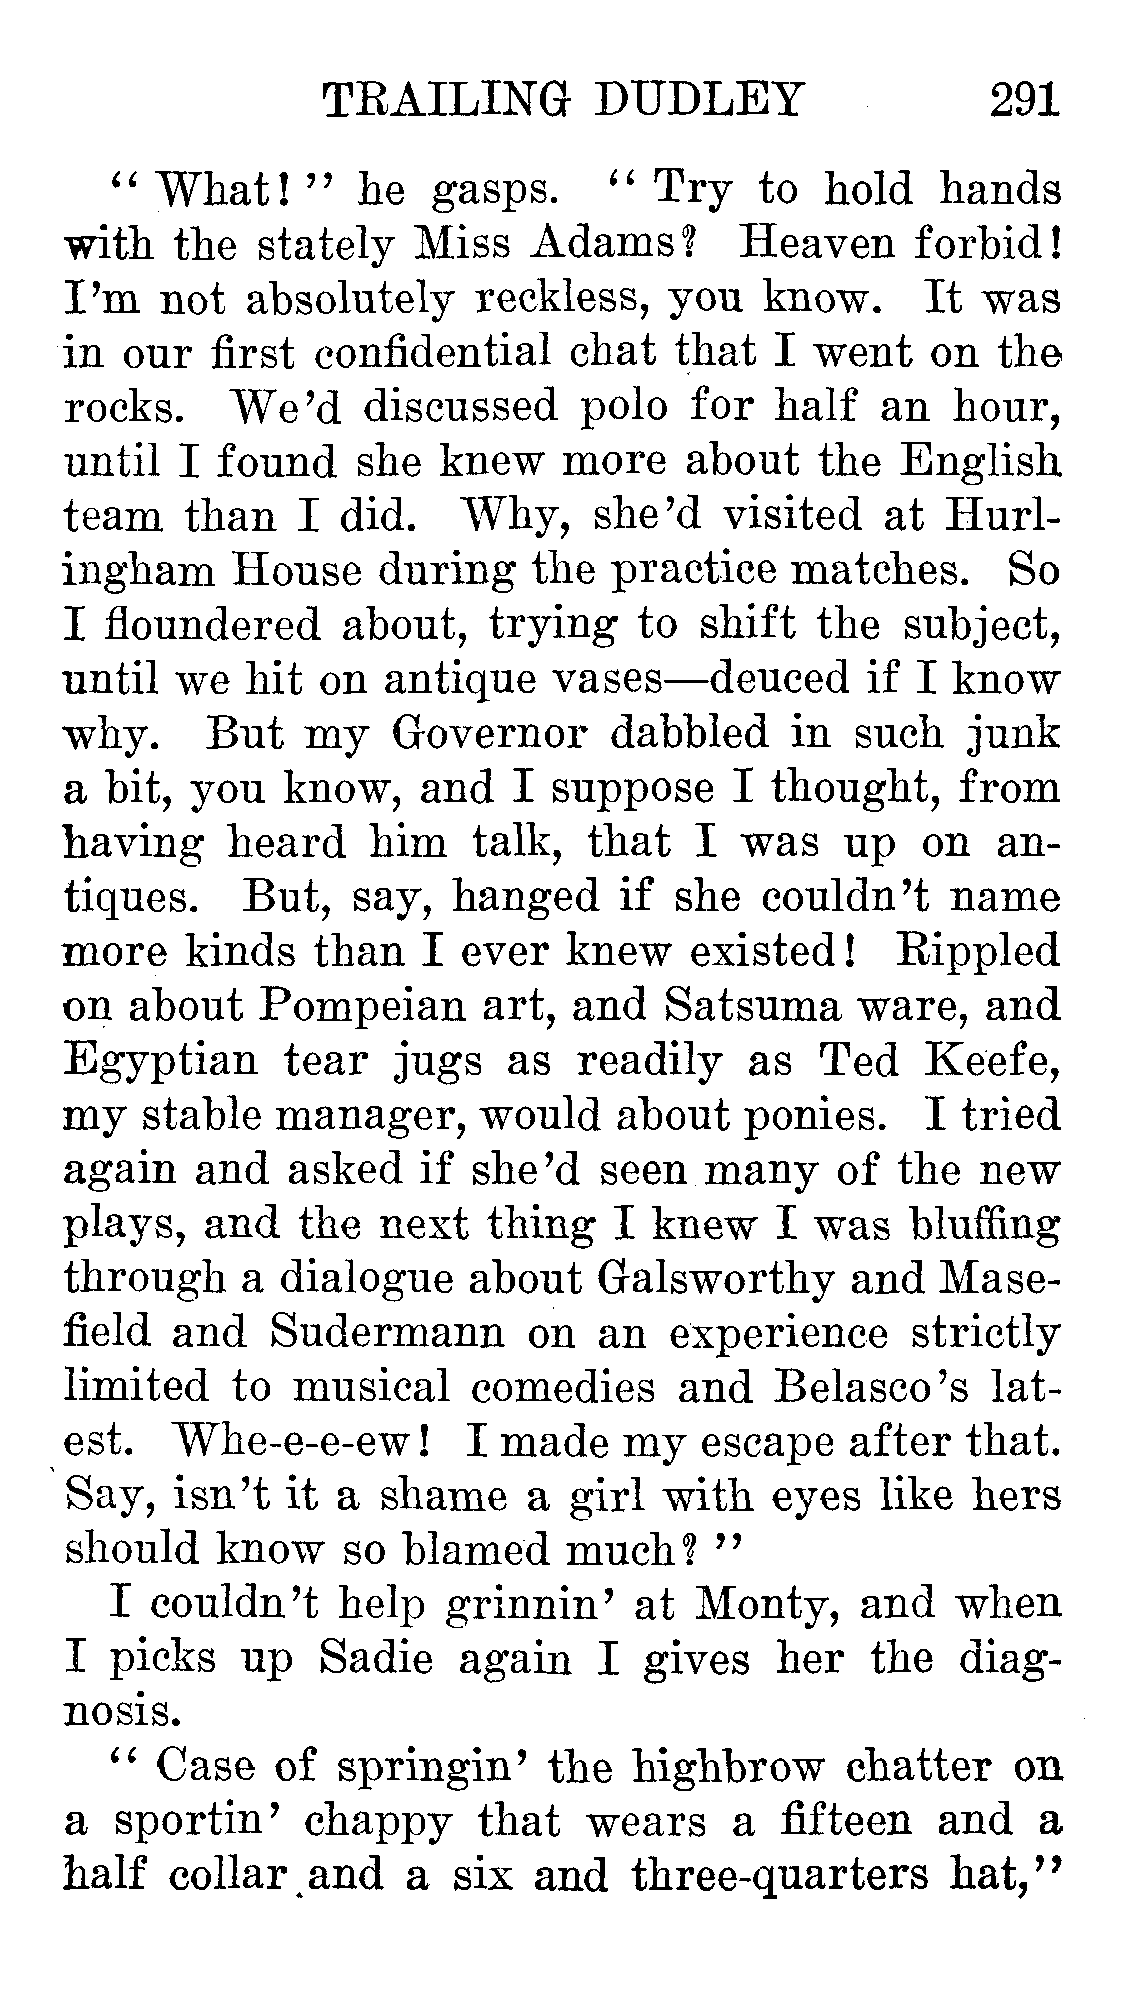 TRAILING DUDLEY 291
“ What! ” he gasps. “ Try to hold hands
with the stately Miss Adams? Heaven forbid!
I’m not absolutely reckless, you know. It was
in our first confidential chat that I went on the
rocks. We’d discussed polo for half an hour,
until I found she knew more about the English
team than I did. Why, she’d visited at Hurl-
ingham House during the practice matches. So
I floundered about, trying to shift the subject,
until we hit on antique vases—deuced if I know
why. But my Governor dabbled in such junk
a bit, you know, and I suppose I thought, from
having heard him talk, that I was up on an-
tiques. But, say, hanged if she couldn’t name
more kinds than I ever knew existed! Rippled
on about Pompeian art, and Satsuma ware, and
Egyptian tear jugs as readily as Ted Keefe,
my stable manager, would about ponies. I tried
again and asked if she’d seen many of the new
plays, and the next thing I knew I was bluffing
through a dialogue about Galsworthy and Mase-
field and Sudermann on an experience strictly
limited to musical comedies and Belasco’s lat-
est. Whe-e-e-ew! I made my escape after that.
Say, isn’t it a shame a girl with eyes like hers
should know so blamed much? ”
I couldn’t help grinnin’ at Monty, and when
I picks up Sadie again I gives her the diag-
nosis.
“ Case of springin’ the highbrow chatter on
a sportin’ chappy that wears a fifteen and a
half collar and a six and three-quarters hat,”